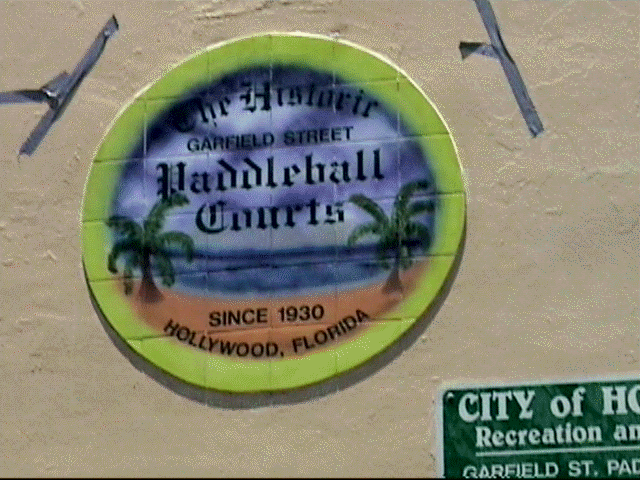 The Historic
GARFIELD STREET
Paddleball
Courts
SINCE 1930
HOLLYWOOD, FLORIDA
CITY of HO
Recreation an
GARFIELD ST. PAD